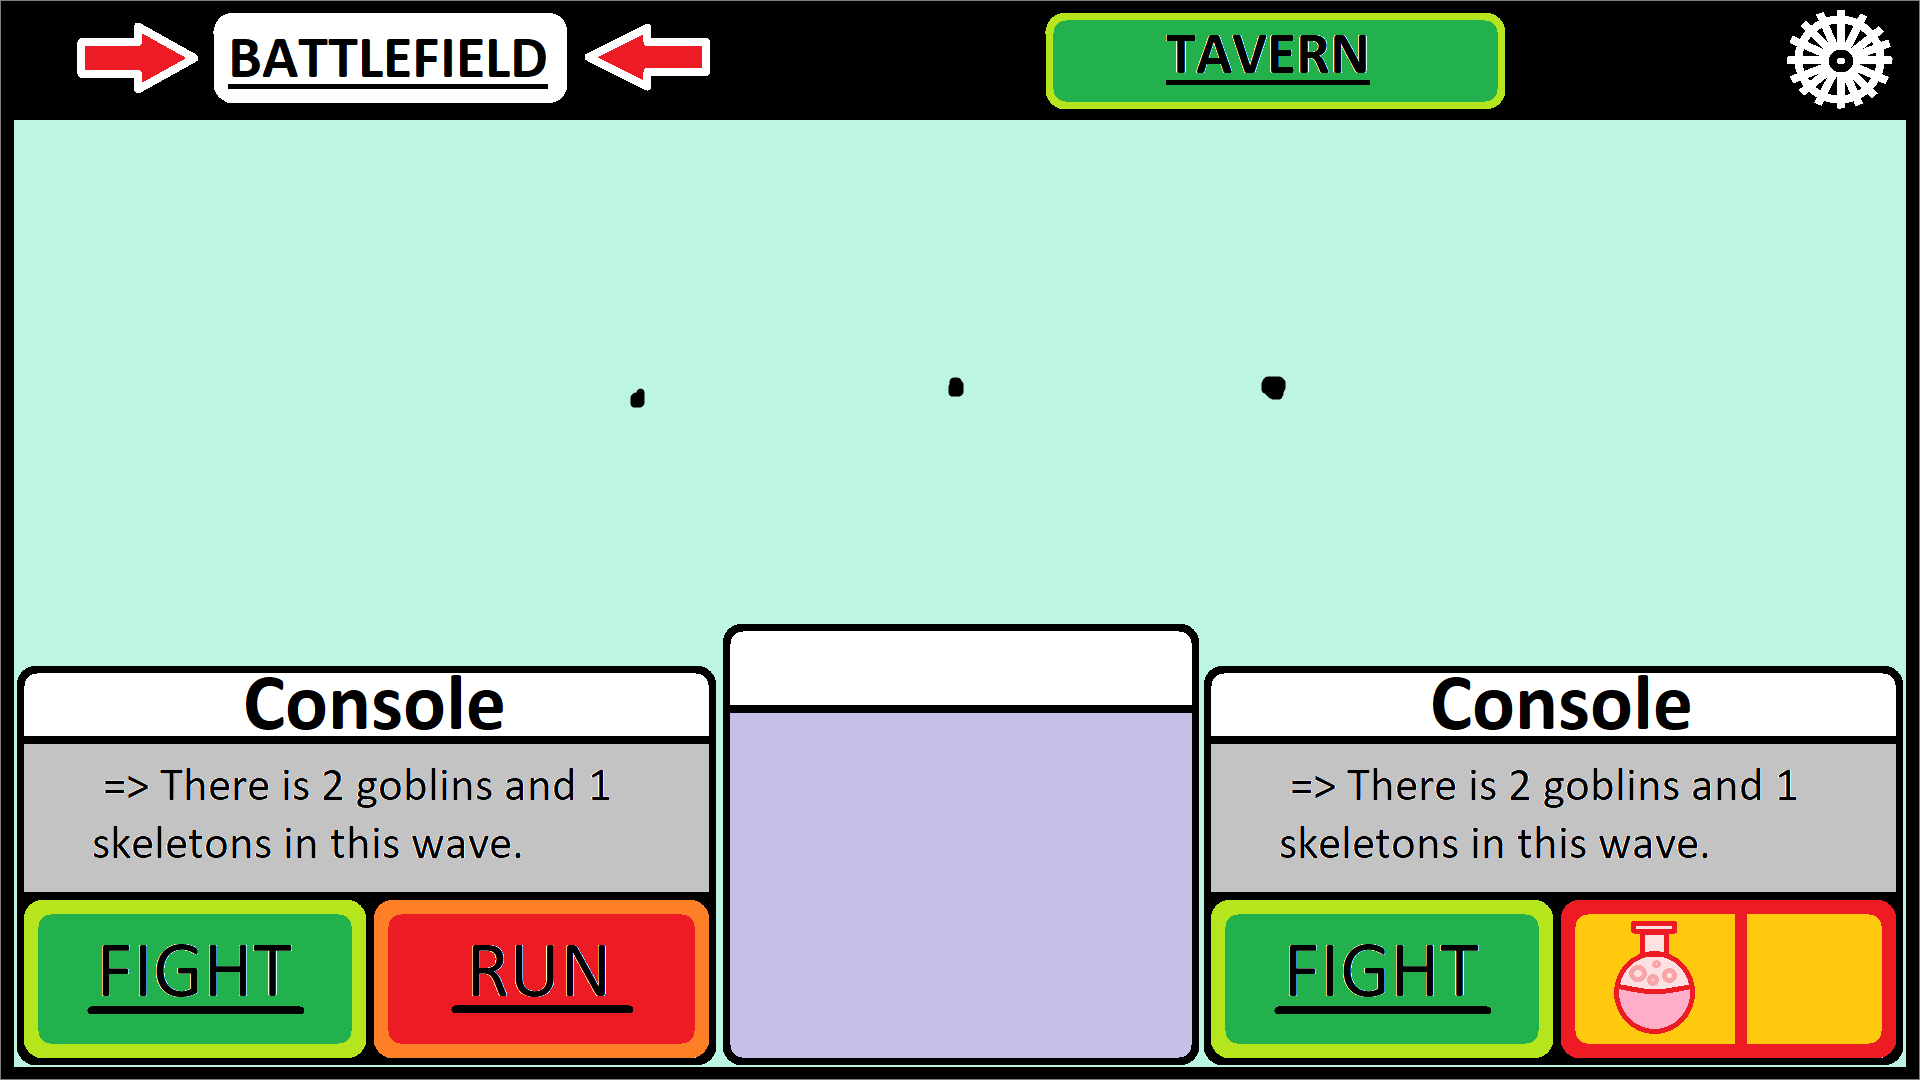 BATTLEFIELD
TAVERN
Console
=> There is 2 goblins and 1
skeletons in this wave.
FIGHT
RUN
Console
=> There is 2 goblins and 1
skeletons in this wave.
FIGHT